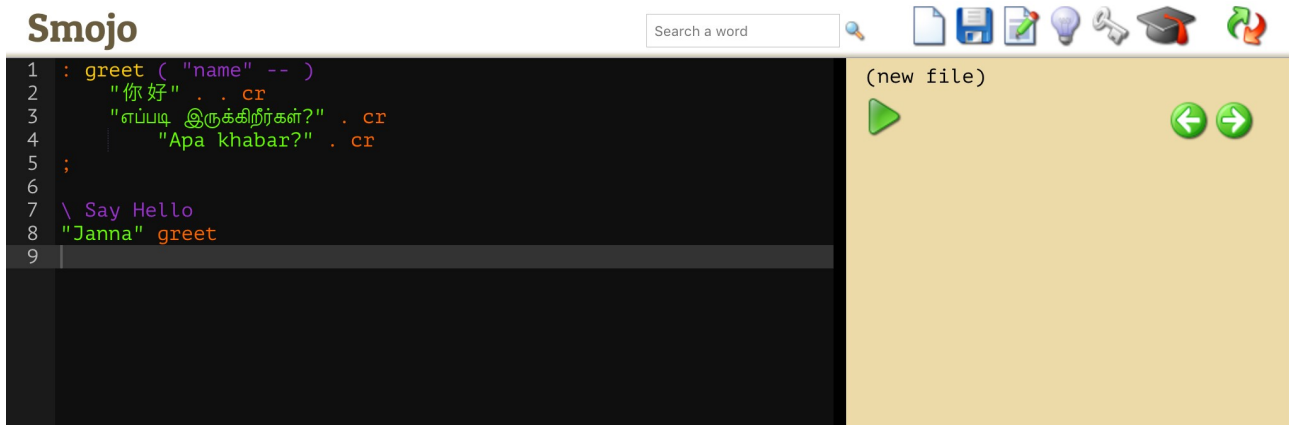 Smojo
Search a word
1 : greet ( "name" -- )
2 "你好" . . cr
3 "எப்படி இருக்கிறீர்கள்?" . cr
4 "Apa khabar?" . cr
5 ;
6
7 \ Say Hello
8 "Janna" greet
9
(new file)